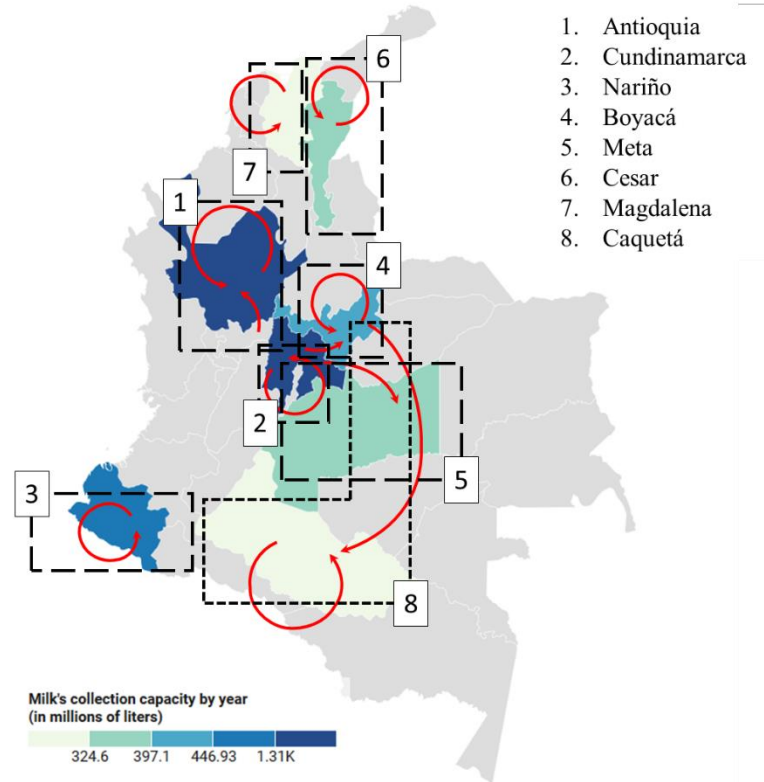 1. Antioquia
2. Cundinamarca
3. Nariño
4. Boyacá
5. Meta
6. Cesar
7. Magdalena
8. Caquetá
6
7
1
4
2
5
3
8
Milk's collection capacity by year
(in millions of liters)
324.6 397.1 446.93 1.31K